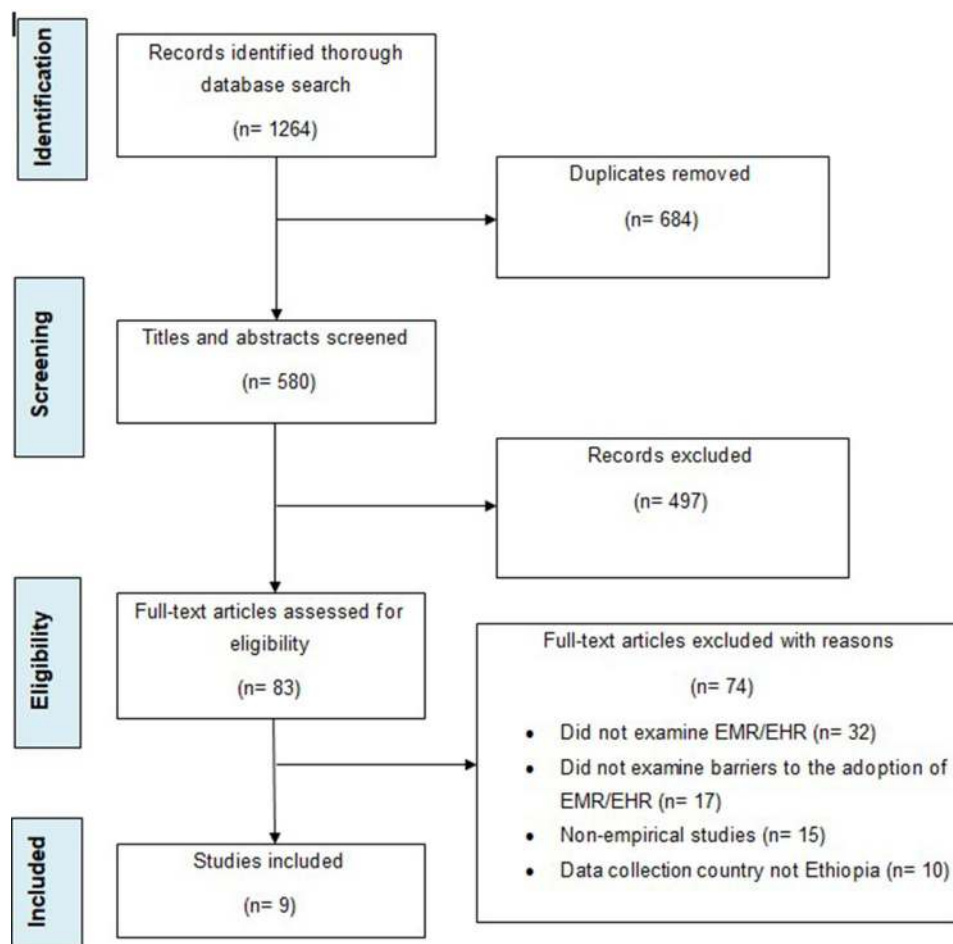 Identification
Records identified thorough
database search
(n= 1264)
Duplicates removed
(n= 684)
Screening
Titles and abstracts screened
(n= 580)
Records excluded
(n= 497)
Eligibility
Full-text articles assessed for
eligibility
(n= 83)
Full-text articles excluded with reasons
(n= 74)
• Did not examine EMR/EHR (n= 32)
• Did not examine barriers to the adoption of
EMR/EHR (n= 17)
• Non-empirical studies (n= 15)
• Data collection country not Ethiopia (n= 10)
Included
Studies included
(n= 9)